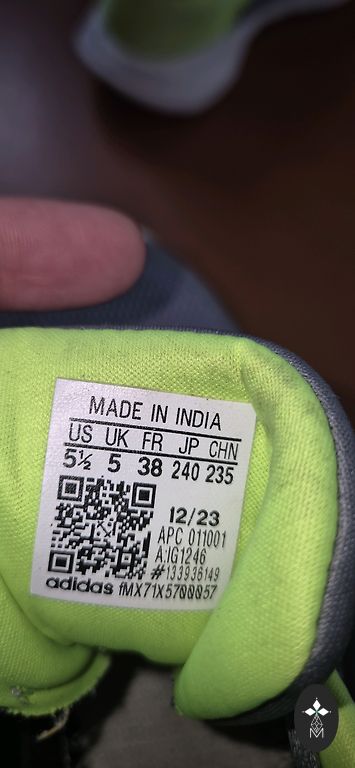 MADE IN INDIA
US UK FR JP CHN
5½ 5 38 240 235
12/23
APC 011001
A:IG1246
#133936149
adidas fMX71X5700057
M